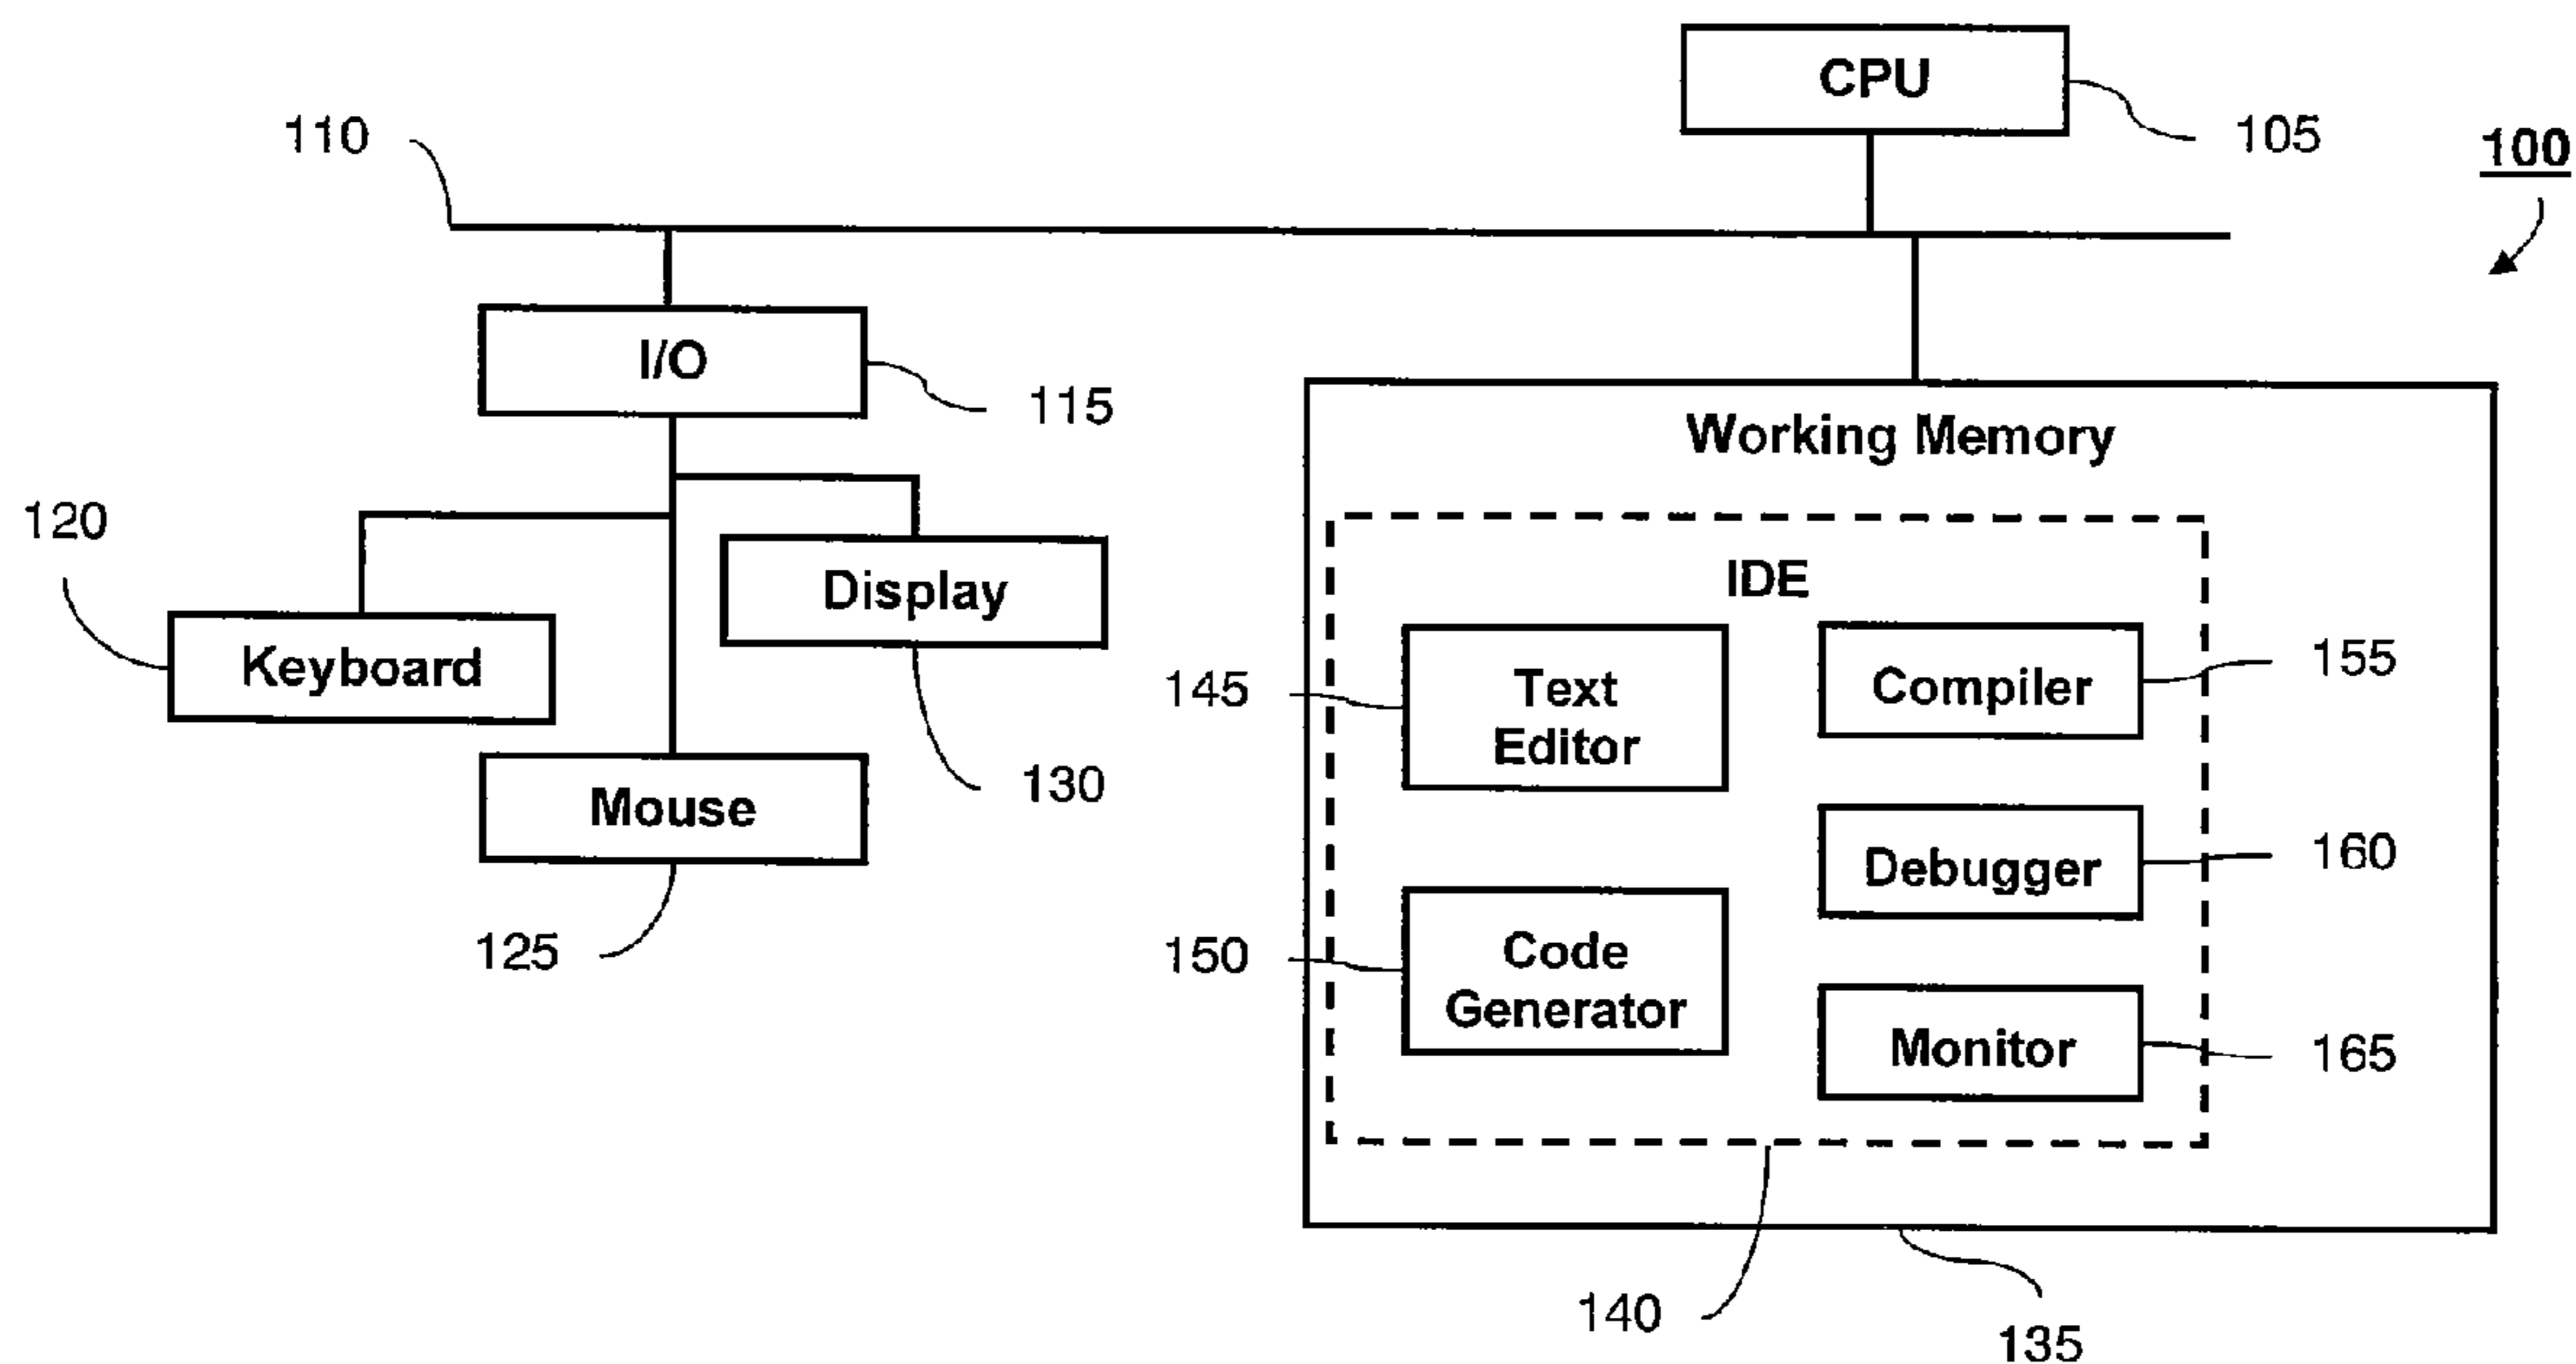 CPU
110
105
100
I/O
115
Working Memory
120
Display
IDE
Keyboard
145
Text
Editor
Compiler
155
130
Mouse
Debugger
160
125
150
Code
Generator
Monitor
165
140
135